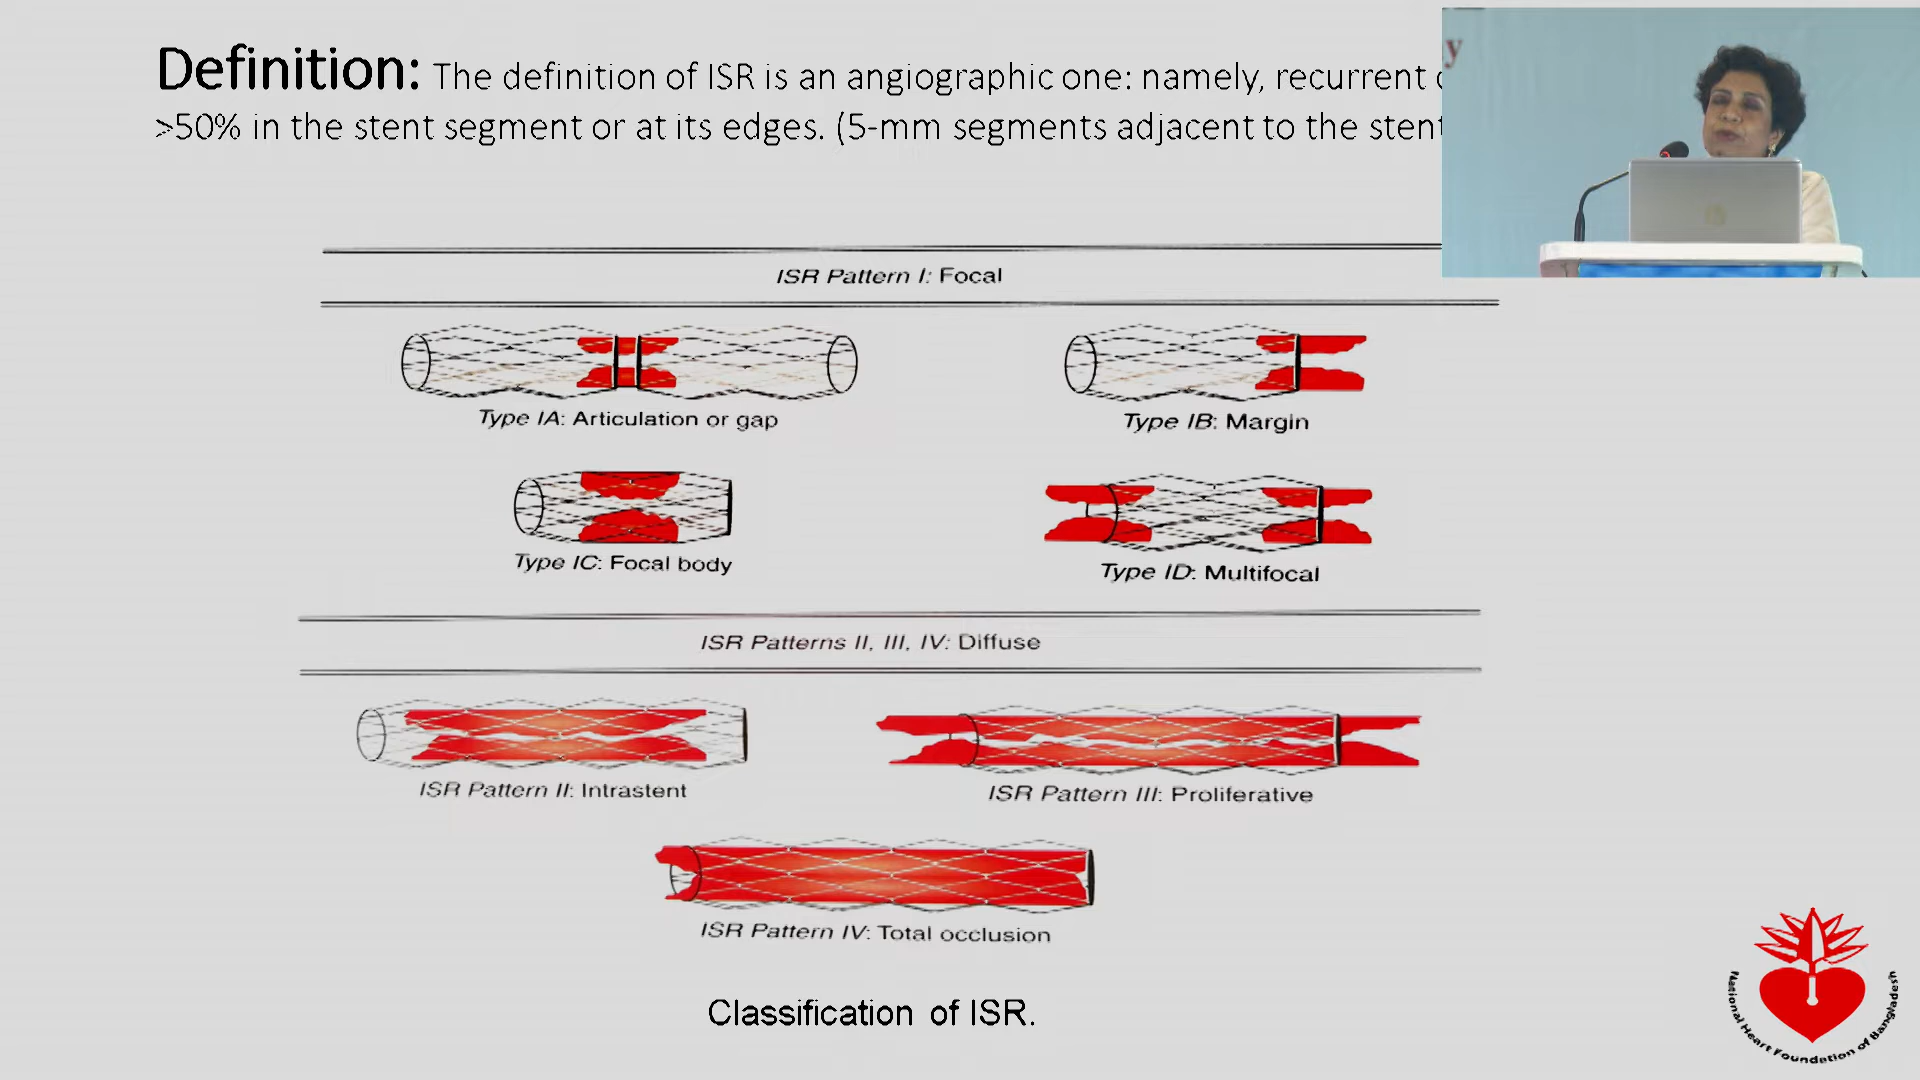 Definition: The definition of ISR is an angiographic one: namely, recurrent
>50% in the stent segment or at its edges. (5-mm segments adjacent to the stent
y
ISR Pattern I: Focal
Type IA: Articulation or gap
Type IB: Margin
Type IC: Focal body
Type ID: Multifocal
ISR Patterns II, III, IV: Diffuse
ISR Pattern II: Intrastent
ISR Pattern III: Proliferative
ISR Pattern IV: Total occlusion
Classification of ISR.
National Heart Foundation of Bangladesh